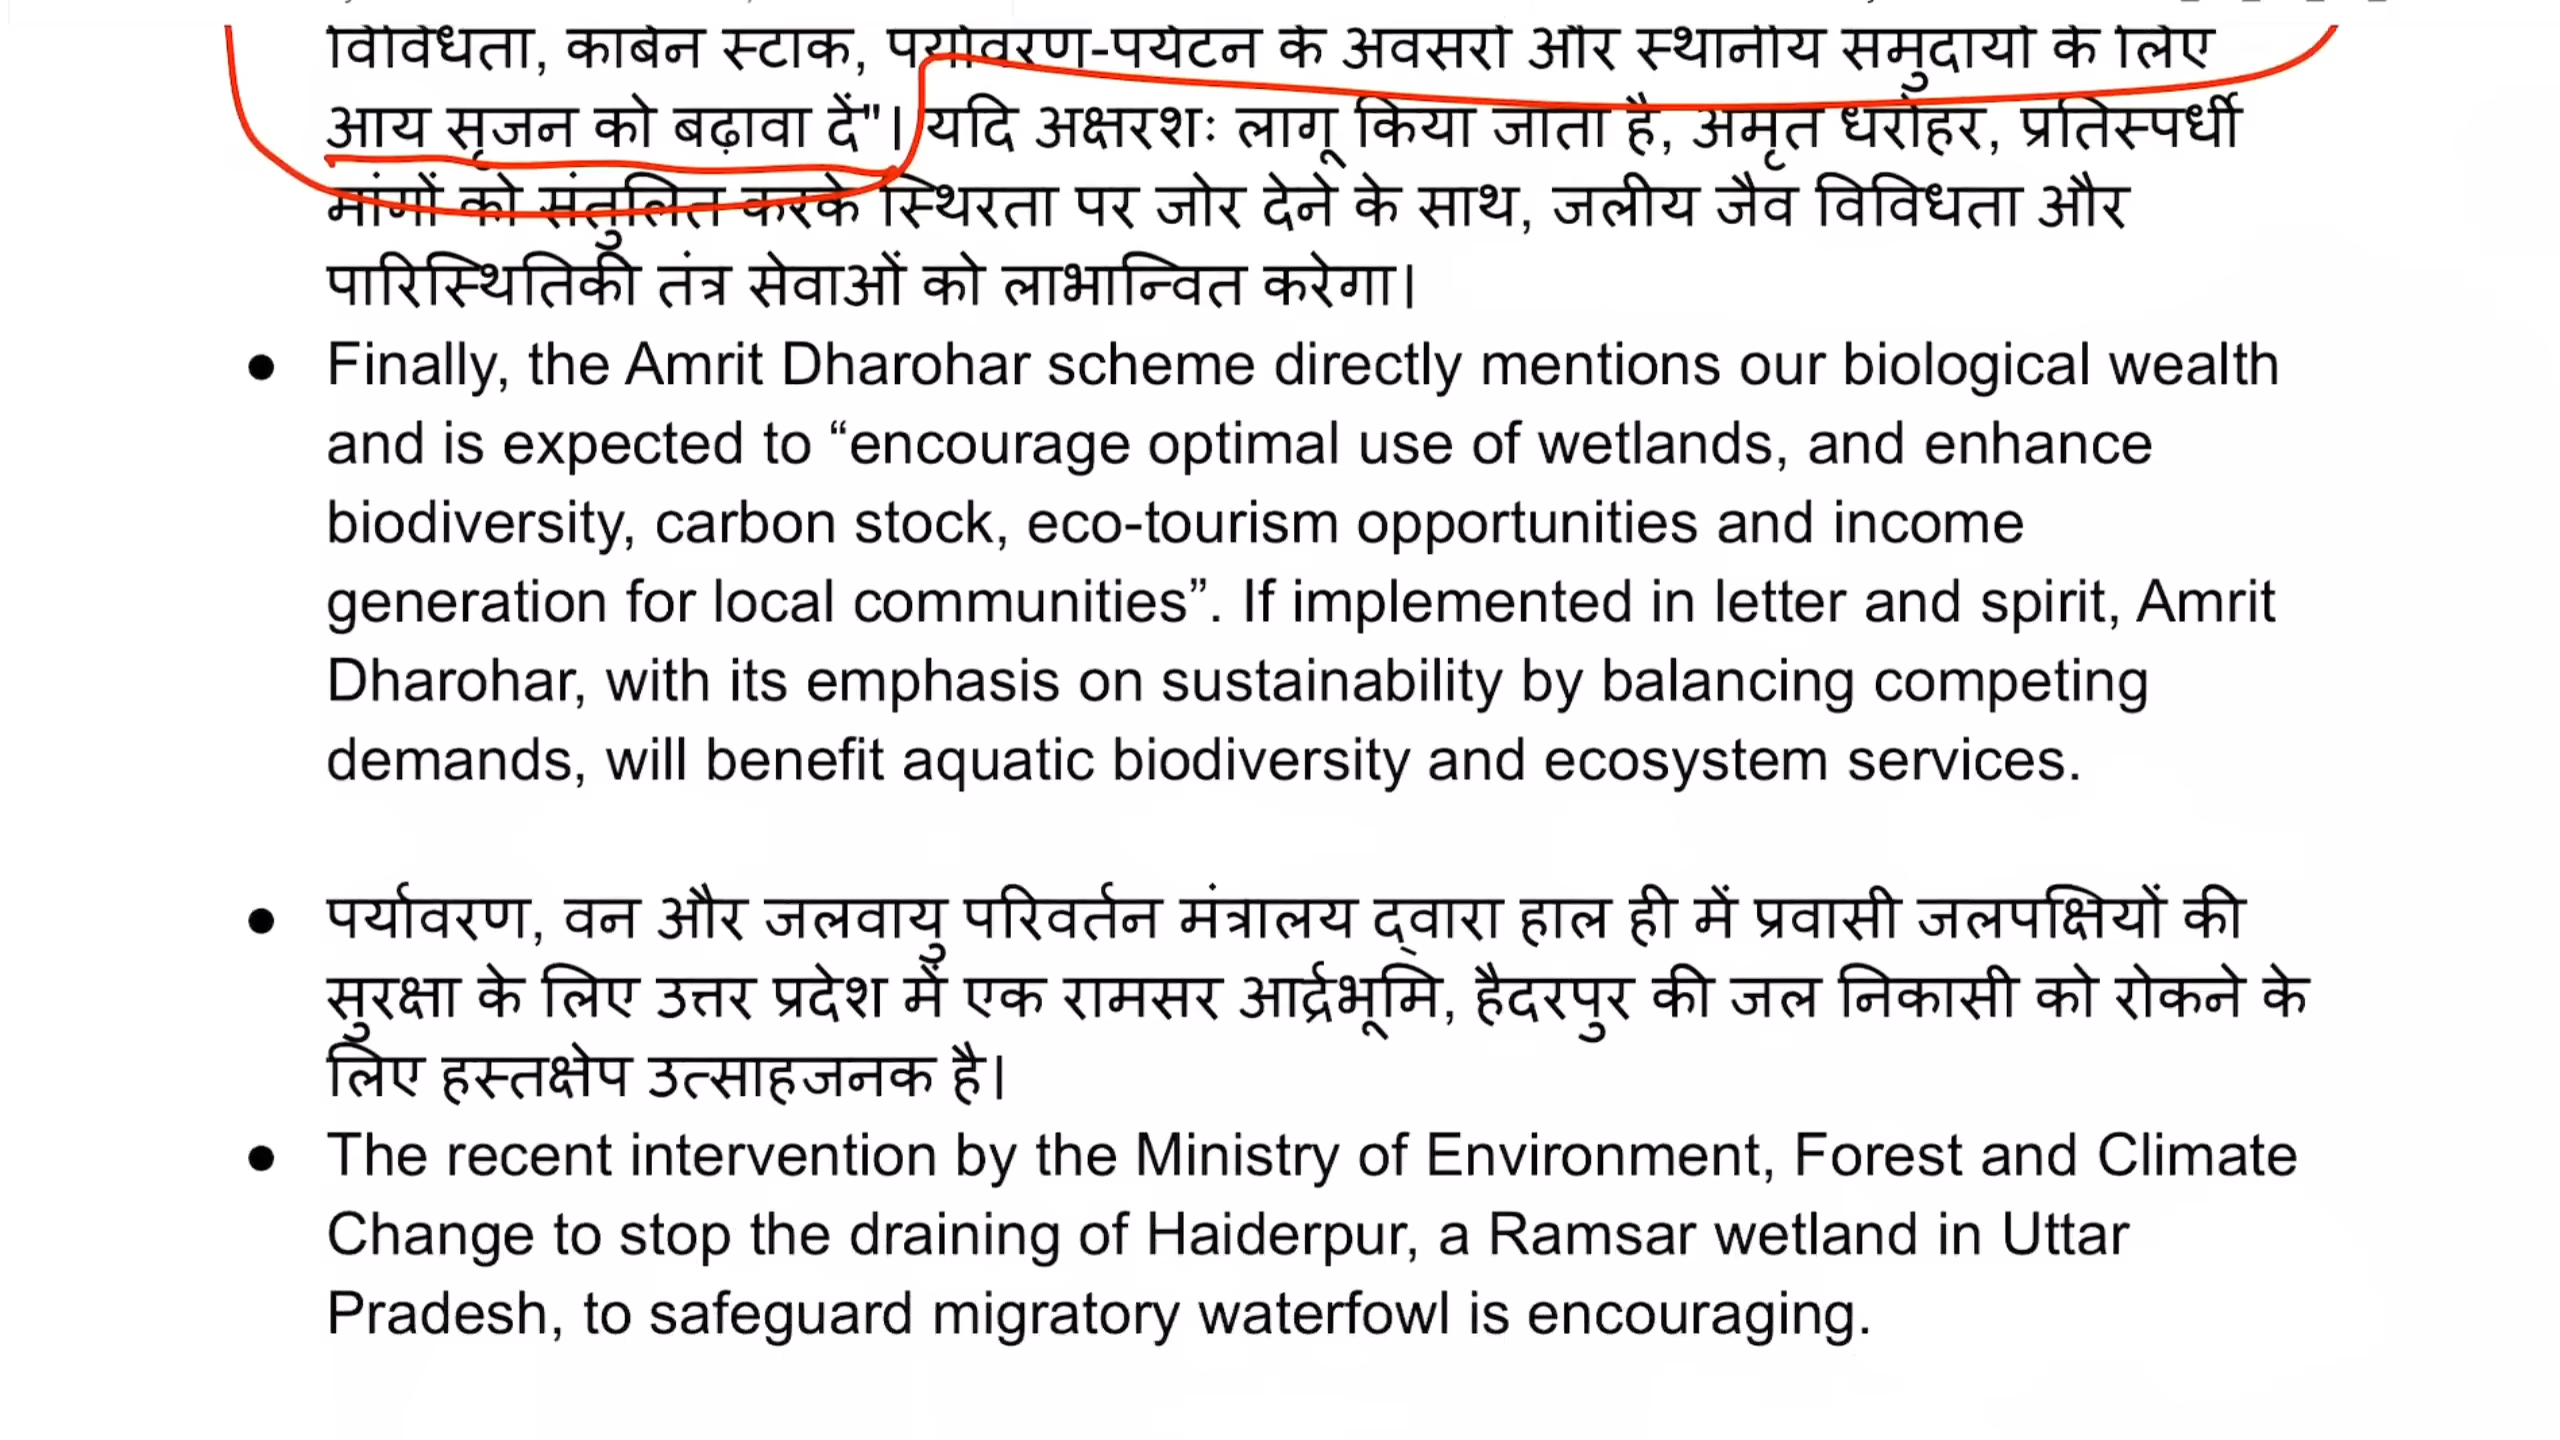 विविधता, कार्बन स्टॉक, पर्यावरण-पर्यटन के अवसरों और स्थानीय समुदायों के लिए
आय सृजन को बढ़ावा दें"। यदि अक्षरशः लागू किया जाता है, अमृत धरोहर, प्रतिस्पर्धी
मांगों को संतुलित करके स्थिरता पर जोर देने के साथ, जलीय जैव विविधता और
पारिस्थितिकी तंत्र सेवाओं को लाभान्वित करेगा।
● Finally, the Amrit Dharohar scheme directly mentions our biological wealth
and is expected to “encourage optimal use of wetlands, and enhance
biodiversity, carbon stock, eco-tourism opportunities and income
generation for local communities”. If implemented in letter and spirit, Amrit
Dharohar, with its emphasis on sustainability by balancing competing
demands, will benefit aquatic biodiversity and ecosystem services.
● पर्यावरण, वन और जलवायु परिवर्तन मंत्रालय द्वारा हाल ही में प्रवासी जलपक्षियों की
सुरक्षा के लिए उत्तर प्रदेश में एक रामसर आर्द्रभूमि, हैदरपुर की जल निकासी को रोकने के
लिए हस्तक्षेप उत्साहजनक है।
● The recent intervention by the Ministry of Environment, Forest and Climate
Change to stop the draining of Haiderpur, a Ramsar wetland in Uttar
Pradesh, to safeguard migratory waterfowl is encouraging.